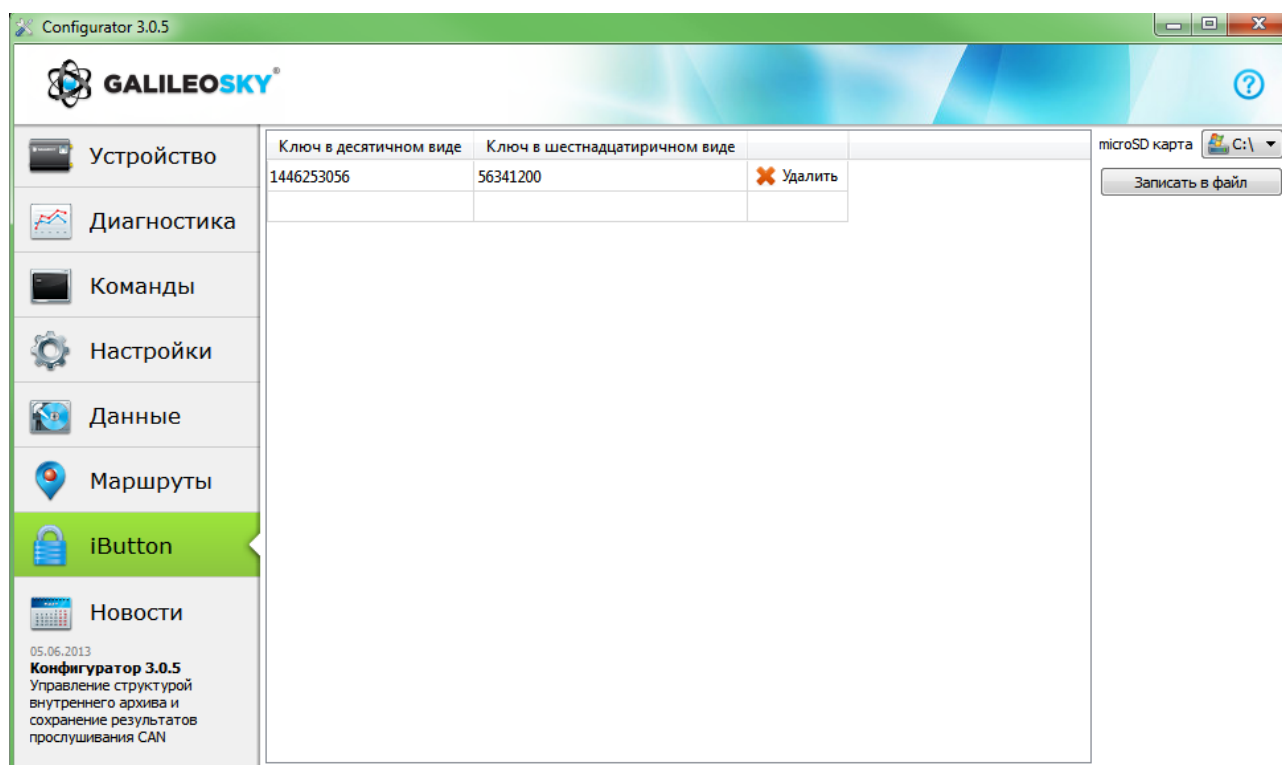 Configurator 3.0.5
GALILEOSKY®
Устройство
Диагностика
Команды
Настройки
Данные
Маршруты
iButton
Новости
05.06.2013
Конфигуратор 3.0.5
Управление структурой
внутреннего архива и
сохранение результатов
прослушивания CAN
Ключ в десятичном виде Ключ в шестнадцатиричном виде
1446253056 56341200 Удалить
microSD карта C:\
Записать в файл